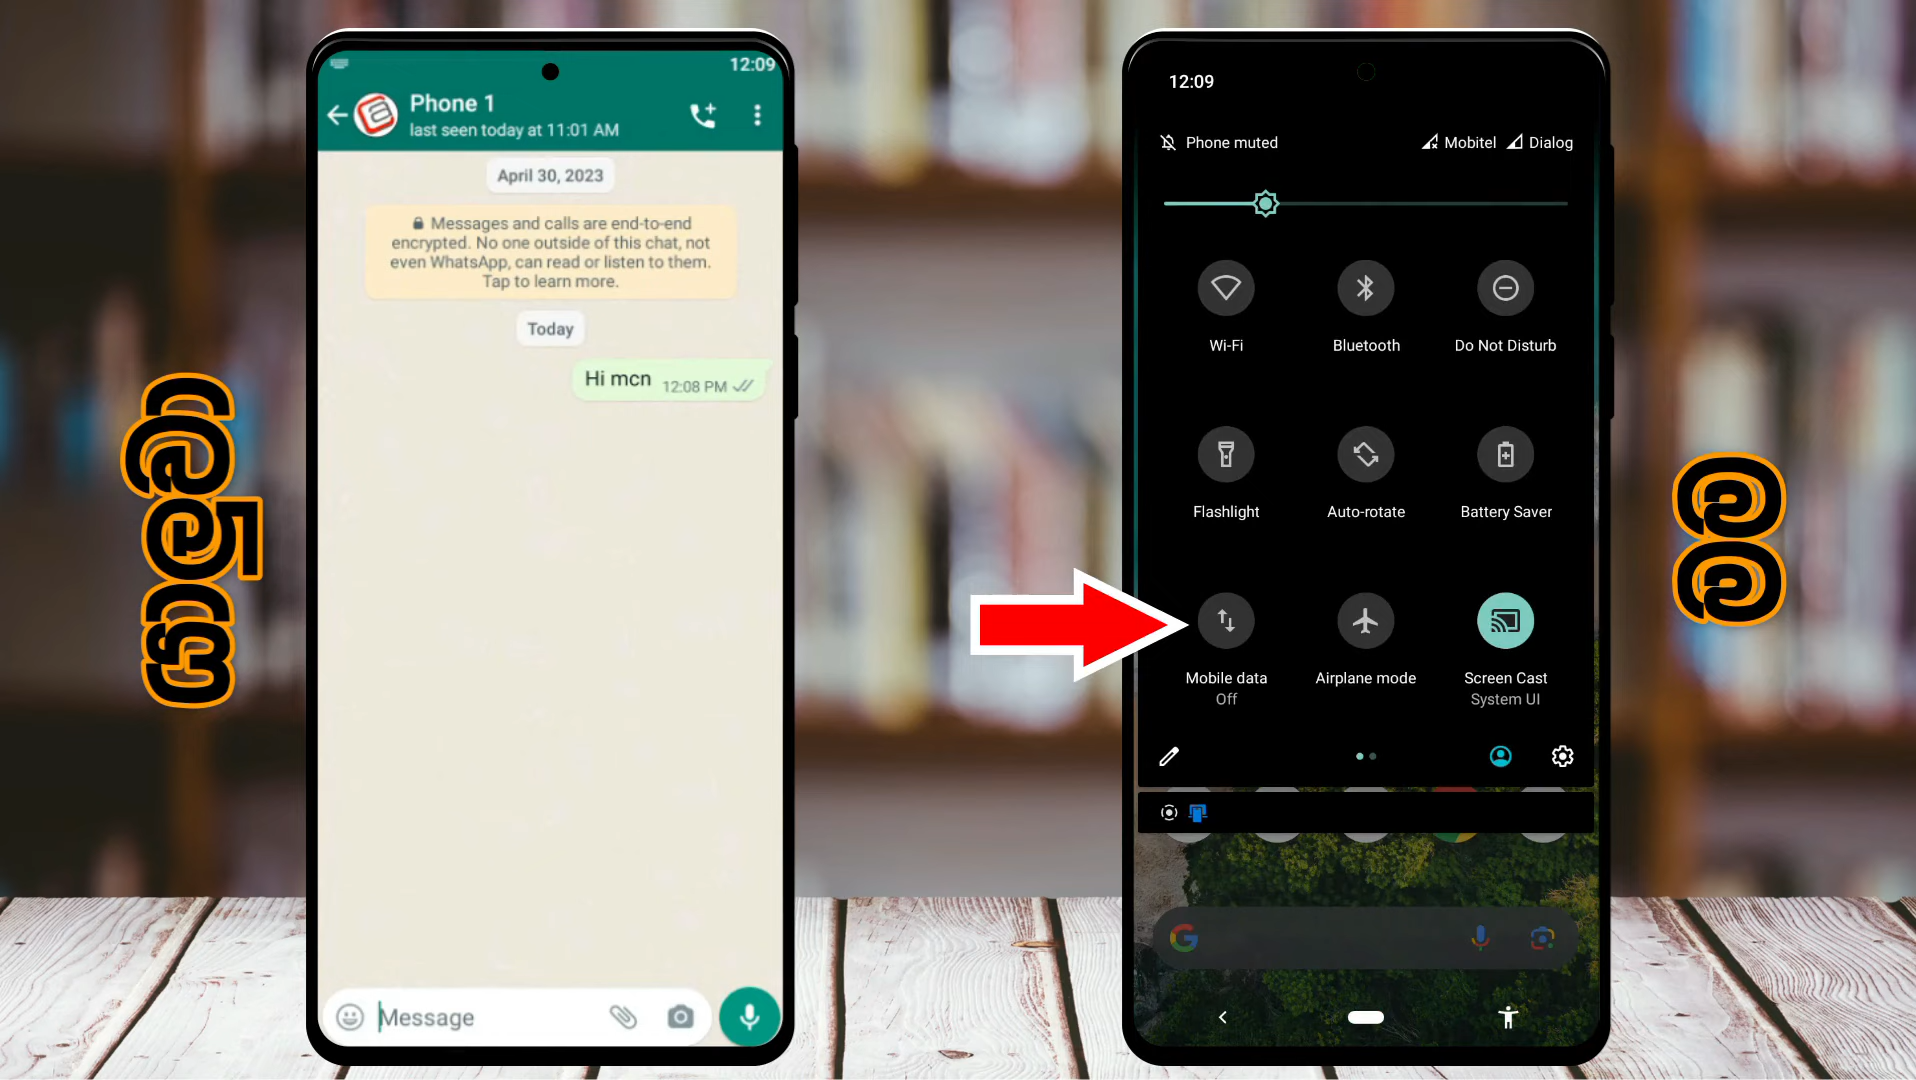 12:09
Phone 1
last seen today at 11:01 AM
April 30, 2023
Messages and calls are end-to-end
encrypted. No one outside of this chat, not
even WhatsApp, can read or listen to them.
Tap to learn more.
Today
Hi mcn 12:08 PM
Message
12:09
Phone muted Mobitel Dialog
Wi-Fi Bluetooth Do Not Disturb
Flashlight Auto-rotate Battery Saver
Mobile data Airplane mode Screen Cast
Off System UI